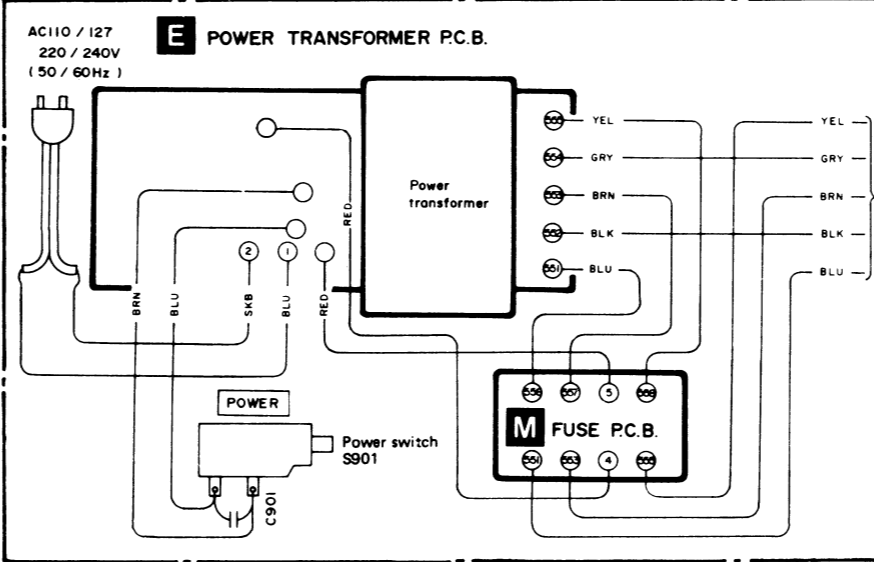 AC110 / 127
220 / 240V
( 50 / 60Hz )
E POWER TRANSFORMER P.C.B.
YEL
GRY
BRN
BLK
BLU
YEL
GRY
BRN
BLK
BLU
Power
transformer
RED
2
1
BRN
BLU
SKB
BLU
RED
POWER
Power switch
S901
C901
5
M FUSE P.C.B.
4